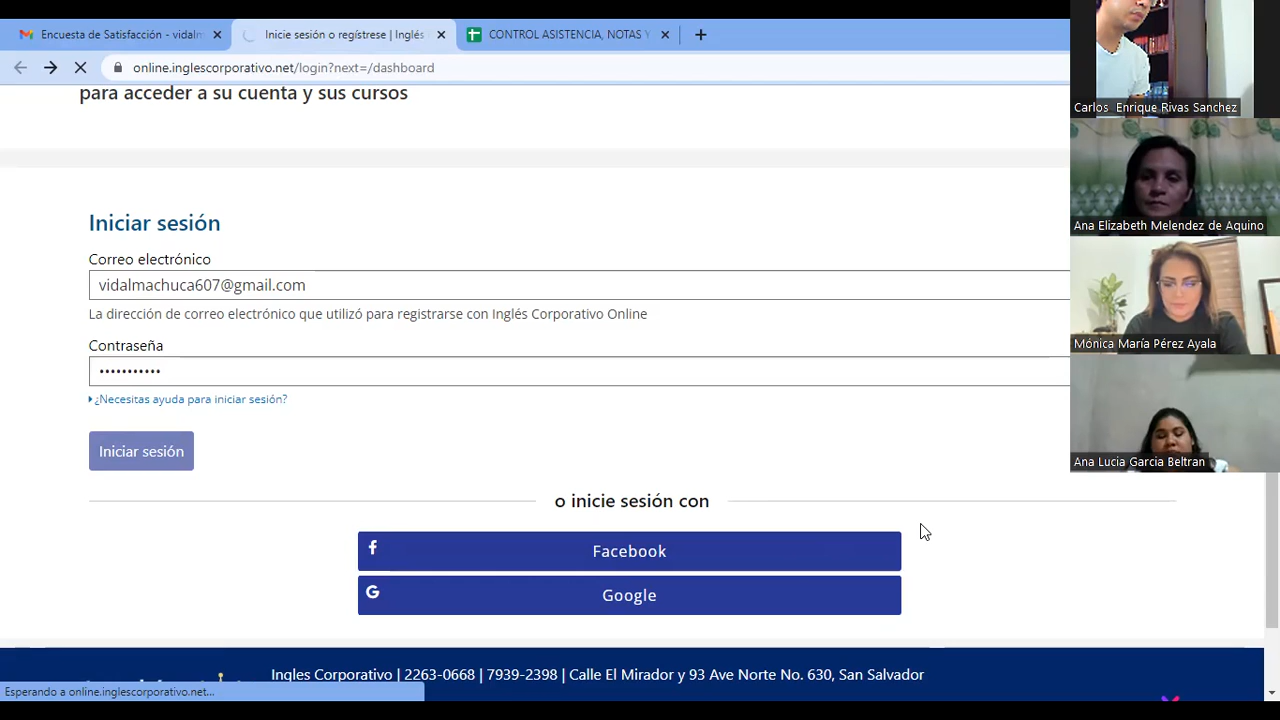 Encuesta de Satisfacción - vidalm
Inicie sesión o regístrese | Inglés
CONTROL ASISTENCIA, NOTAS Y
online.inglescorporativo.net/login?next=/dashboard
para acceder a su cuenta y sus cursos
Iniciar sesión
Correo electrónico
vidalmachuca607@gmail.com
La dirección de correo electrónico que utilizó para registrarse con Inglés Corporativo Online
Contraseña
•••••••••••
¿Necesitas ayuda para iniciar sesión?
Iniciar sesión
o inicie sesión con
Facebook
Google
Ingles Corporativo | 2263-0668 | 7939-2398 | Calle El Mirador y 93 Ave Norte No. 630, San Salvador
Esperando a online.inglescorporativo.net...
Carlos Enrique Rivas Sanchez
Ana Elizabeth Melendez de Aquino
Mónica María Pérez Ayala
Ana Lucia Garcia Beltran